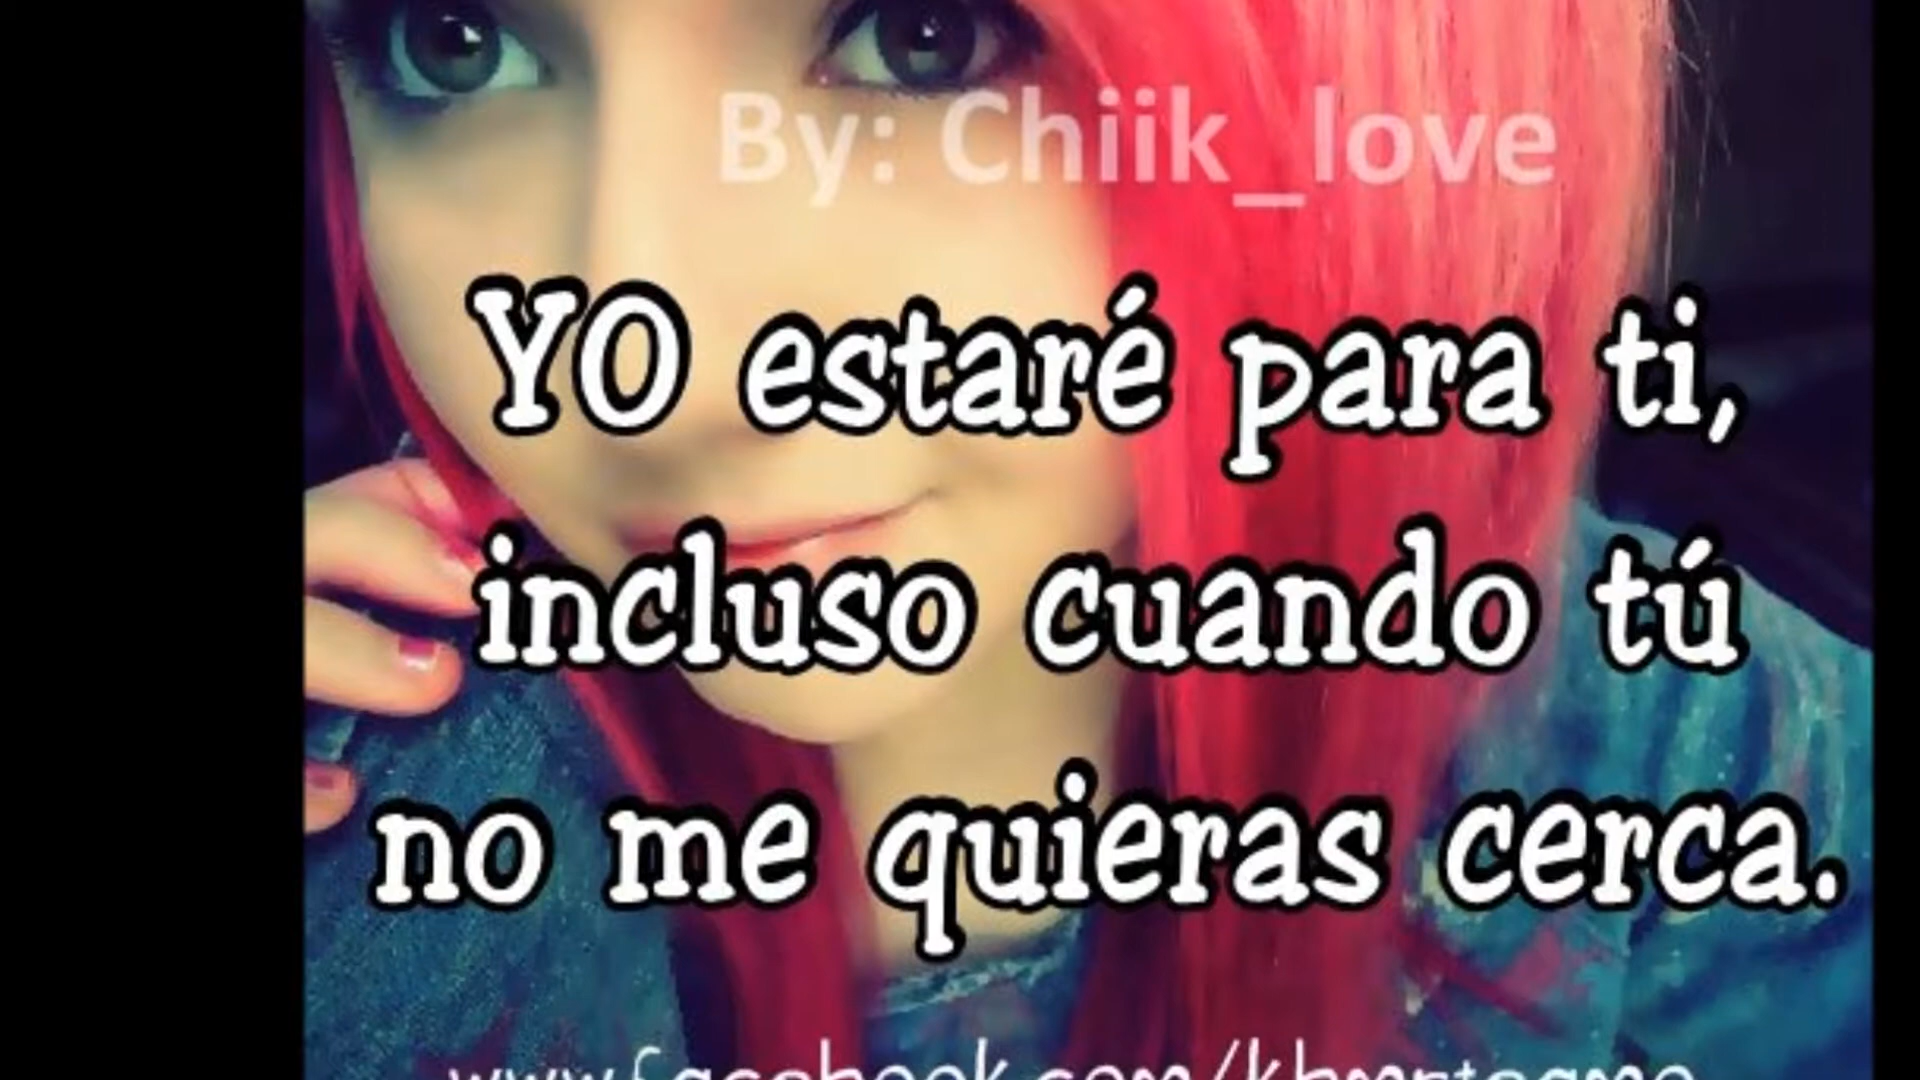 By: Chiik_love
YO estaré para ti,
incluso cuando tú
no me quieras cerca.